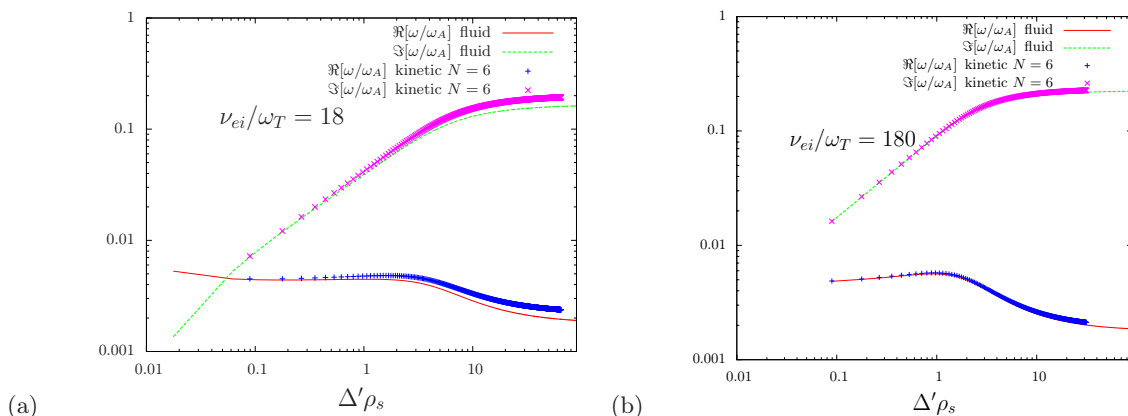 ℜ[ω/ω_A] fluid
ℑ[ω/ω_A] fluid
ℜ[ω/ω_A] kinetic N = 6
ℑ[ω/ω_A] kinetic N = 6
ν_ei/ω_T = 18
1
0.1
0.01
0.001
0.01 0.1 1 10
Δ′ρ_s
(a)
ℜ[ω/ω_A] fluid
ℑ[ω/ω_A] fluid
ℜ[ω/ω_A] kinetic N = 6
ℑ[ω/ω_A] kinetic N = 6
ν_ei/ω_T = 180
1
0.1
0.01
0.001
0.01 0.1 1 10
Δ′ρ_s
(b)